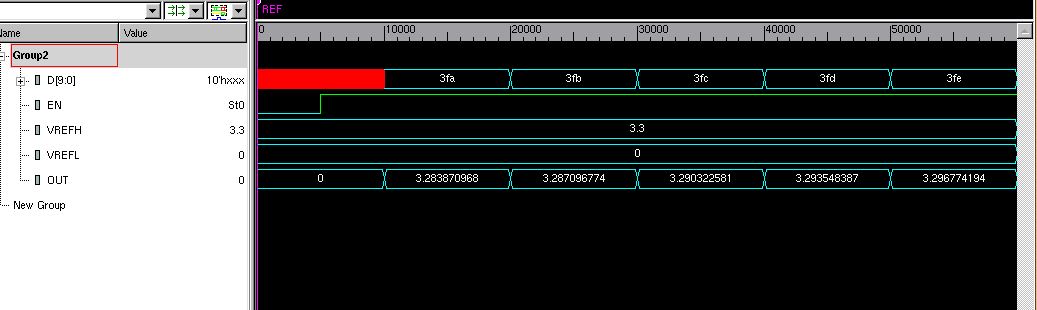 REF
Name Value
0 10000 20000 30000 40000 50000
Group2
D[9:0] 10'hxxx 3fa 3fb 3fc 3fd 3fe
EN St0
VREFH 3.3 3.3
VREFL 0 0
OUT 0 0 3.283870968 3.287096774 3.290322581 3.293548387 3.296774194
New Group